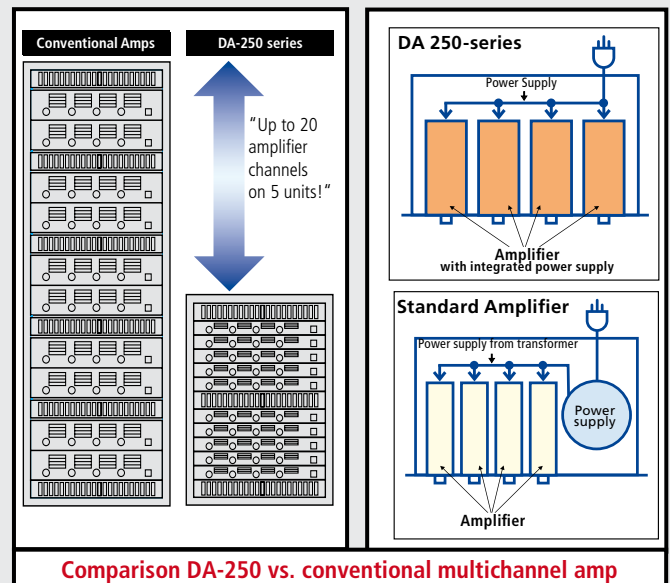 Conventional Amps
DA-250 series
"Up to 20
amplifier
channels
on 5 units!"
DA 250-series
Power Supply
Amplifier
with integrated power supply
Standard Amplifier
Power supply from transformer
Power
supply
Amplifier
Comparison DA-250 vs. conventional multichannel amp